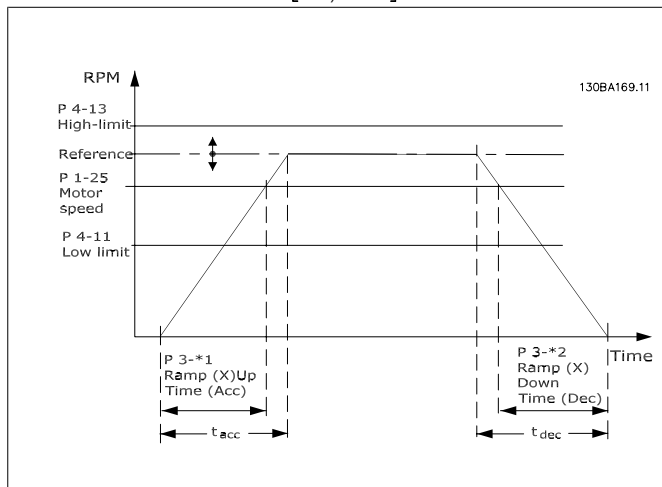 RPM
130BA169.11
P 4-13
High-limit
Reference
P 1-25
Motor
speed
P 4-11
Low limit
P 3-*1
Ramp (X)Up
Time (Acc)
P 3-*2
Ramp (X)
Down
Time (Dec)
Time
tacc
tdec